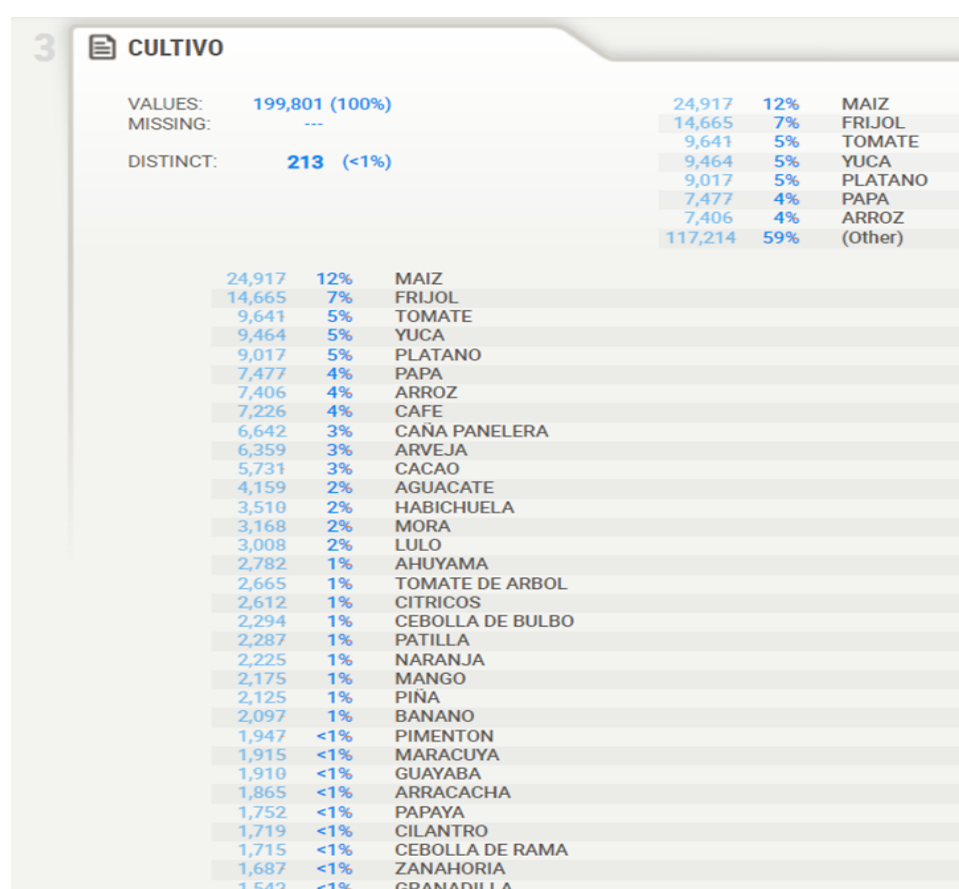 3 CULTIVO
VALUES: 199,801 (100%)
MISSING: ---
DISTINCT: 213 (<1%)
24,917 12% MAIZ
14,665 7% FRIJOL
9,641 5% TOMATE
9,464 5% YUCA
9,017 5% PLATANO
7,477 4% PAPA
7,406 4% ARROZ
117,214 59% (Other)
24,917 12% MAIZ
14,665 7% FRIJOL
9,641 5% TOMATE
9,464 5% YUCA
9,017 5% PLATANO
7,477 4% PAPA
7,406 4% ARROZ
7,226 4% CAFE
6,642 3% CAÑA PANELERA
6,359 3% ARVEJA
5,731 3% CACAO
4,159 2% AGUACATE
3,510 2% HABICHUELA
3,168 2% MORA
3,008 2% LULO
2,782 1% AHUYAMA
2,665 1% TOMATE DE ARBOL
2,612 1% CITRICOS
2,294 1% CEBOLLA DE BULBO
2,287 1% PATILLA
2,225 1% NARANJA
2,175 1% MANGO
2,125 1% PIÑA
2,097 1% BANANO
1,947 <1% PIMENTON
1,915 <1% MARACUYA
1,910 <1% GUAYABA
1,865 <1% ARRACACHA
1,752 <1% PAPAYA
1,719 <1% CILANTRO
1,715 <1% CEBOLLA DE RAMA
1,687 <1% ZANAHORIA
1,542 <1% GRANADILLA